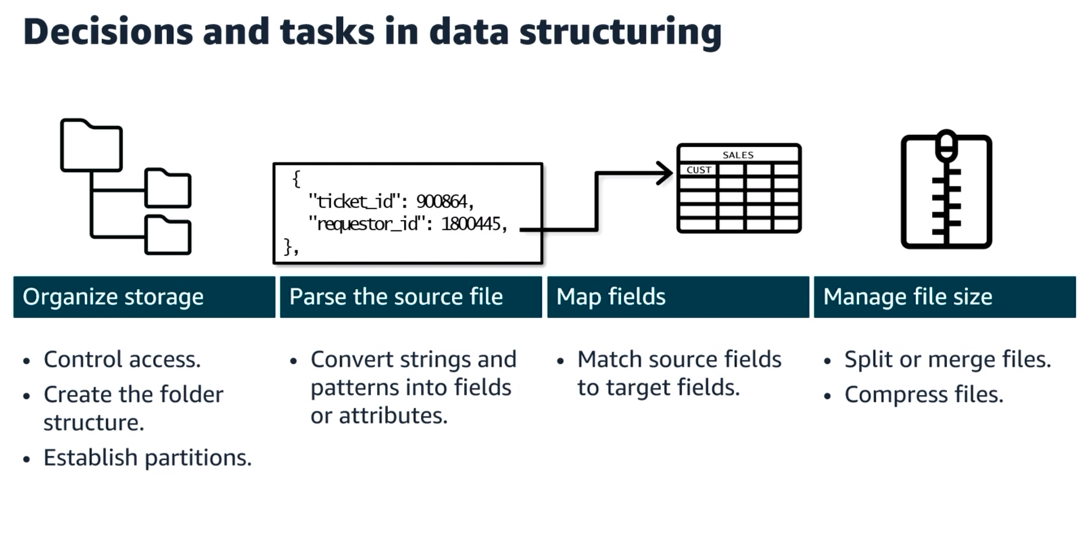 Decisions and tasks in data structuring
{
"ticket_id": 900864,
"requestor_id": 1800445,
},
SALES
CUST
Organize storage
• Control access.
• Create the folder
structure.
• Establish partitions.
Parse the source file
• Convert strings and
patterns into fields
or attributes.
Map fields
• Match source fields
to target fields.
Manage file size
• Split or merge files.
• Compress files.